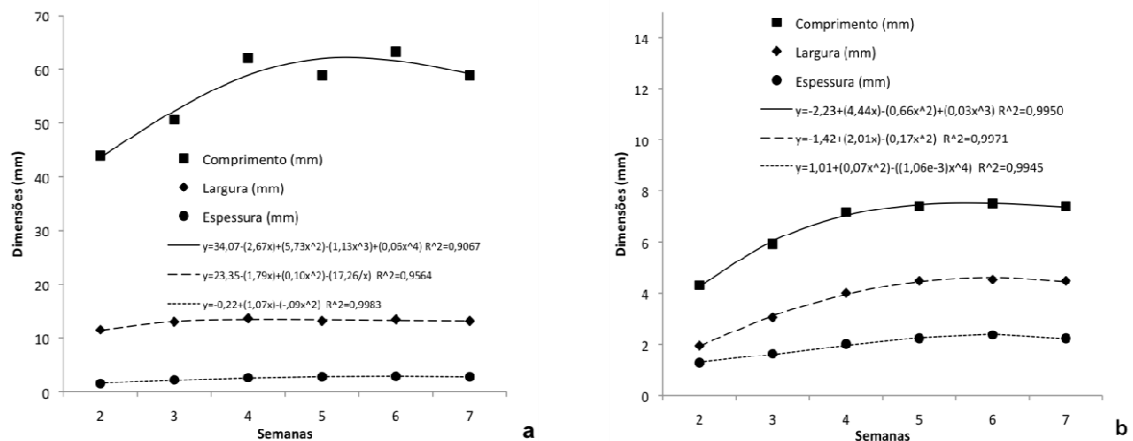 70
60
50
40
30
20
10
0
Dimensões (mm)
Comprimento (mm)
Largura (mm)
Espessura (mm)
y=34,07-(2,67x)+(5,73x^2)-(1,13x^3)+(0,06x^4) R^2=0,9067
y=23,35-(1,79x)+(0,10x^2)-(17,26/x) R^2=0,9564
y=-0,22+(1,07x)-(-,09x^2) R^2=0,9983
2 3 4 5 6 7
Semanas
a
14
12
10
8
6
4
2
0
Dimensões (mm)
Comprimento (mm)
Largura (mm)
Espessura (mm)
y=-2,23+(4,44x)-(0,66x^2)+(0,03x^3) R^2=0,9950
y=-1,42+(2,01x)-(0,17x^2) R^2=0,9971
y=1,01+(0,07x^2)-((1,06e-3)x^4) R^2=0,9945
2 3 4 5 6 7
Semanas
b